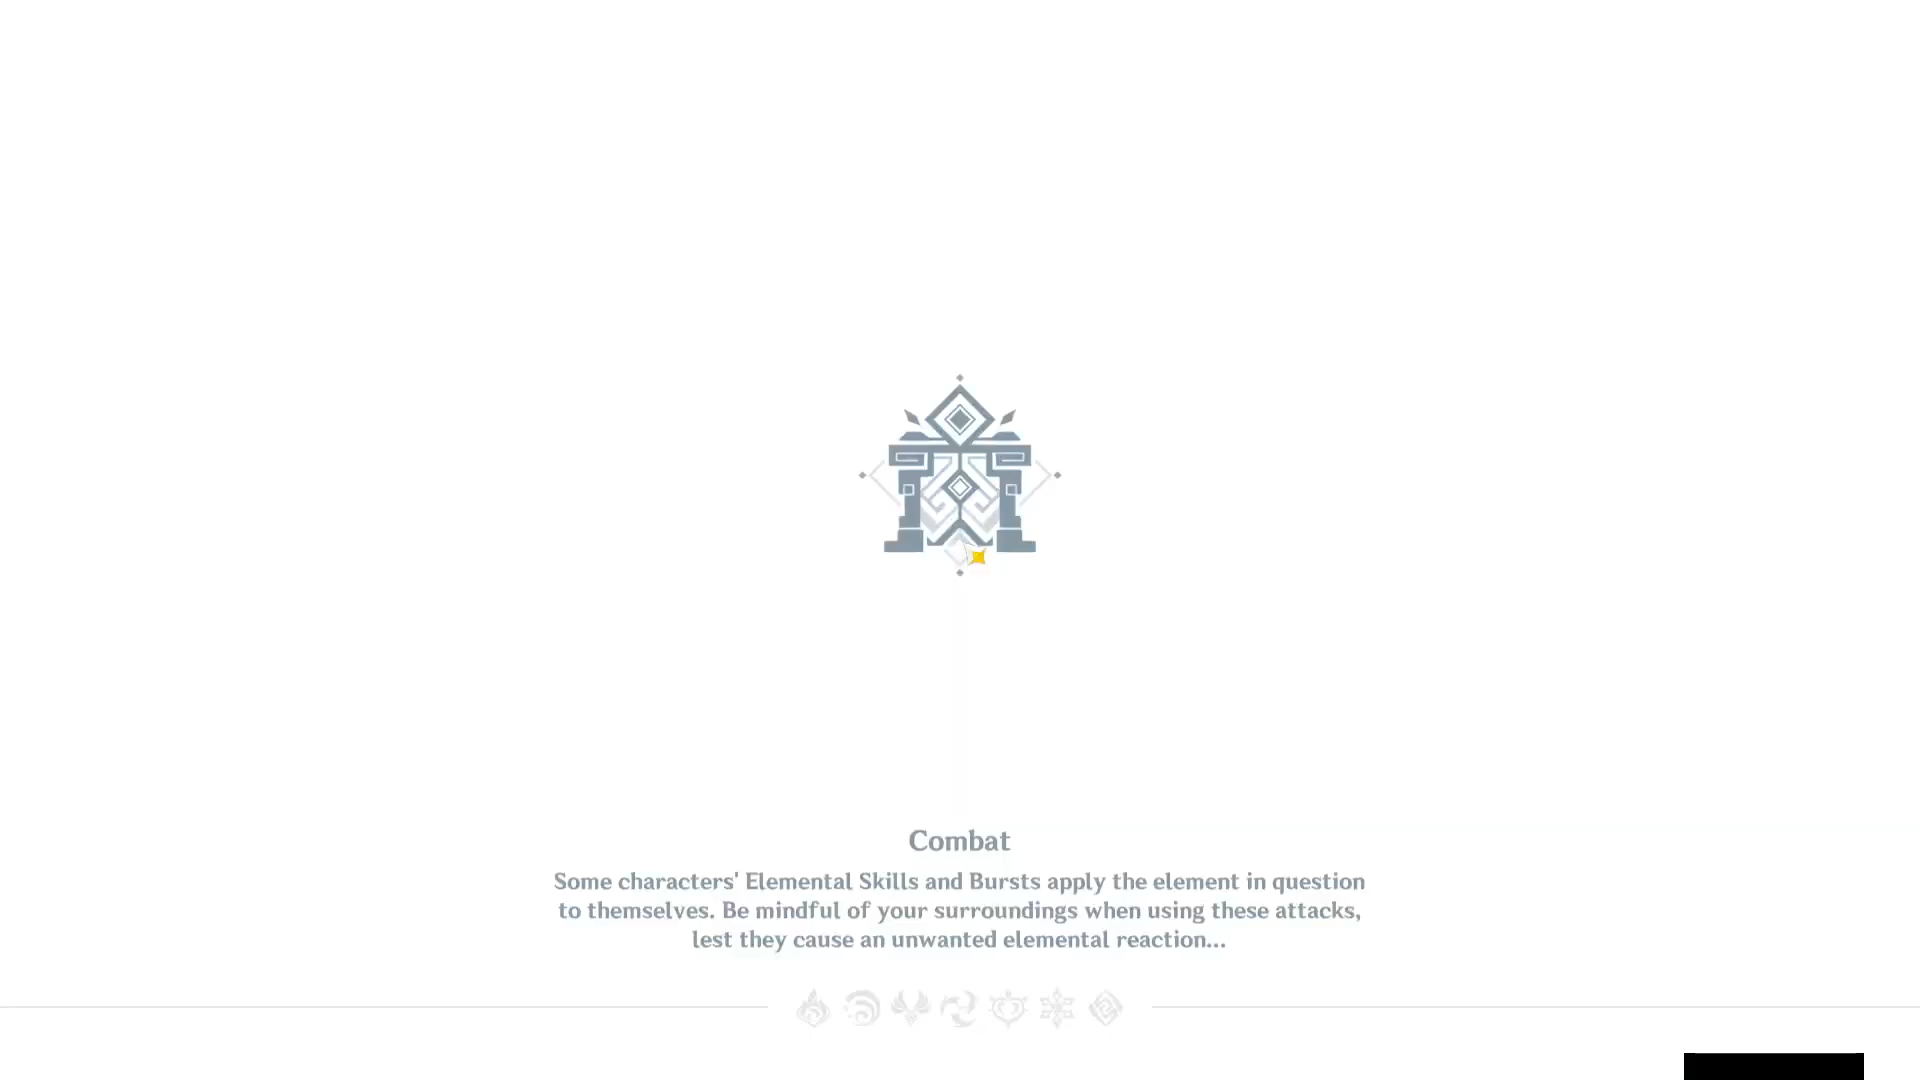 Combat
Some characters' Elemental Skills and Bursts apply the element in question
to themselves. Be mindful of your surroundings when using these attacks,
lest they cause an unwanted elemental reaction...